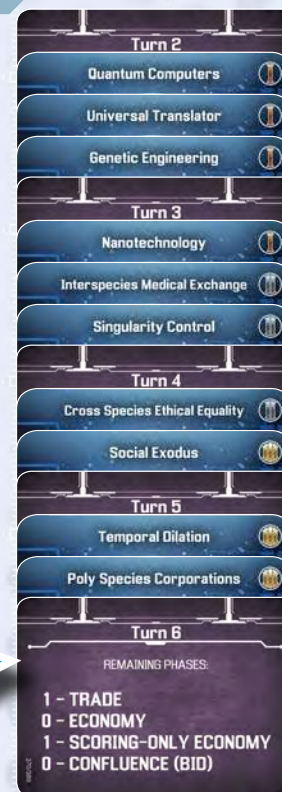 Turn 2
Quantum Computers
Universal Translator
Genetic Engineering
Turn 3
Nanotechnology
Interspecies Medical Exchange
Singularity Control
Turn 4
Cross Species Ethical Equality
Social Exodus
Turn 5
Temporal Dilation
Poly Species Corporations
Turn 6
REMAINING PHASES:
1 – TRADE
0 – ECONOMY
1 – SCORING-ONLY ECONOMY
0 – CONFLUENCE (BID)